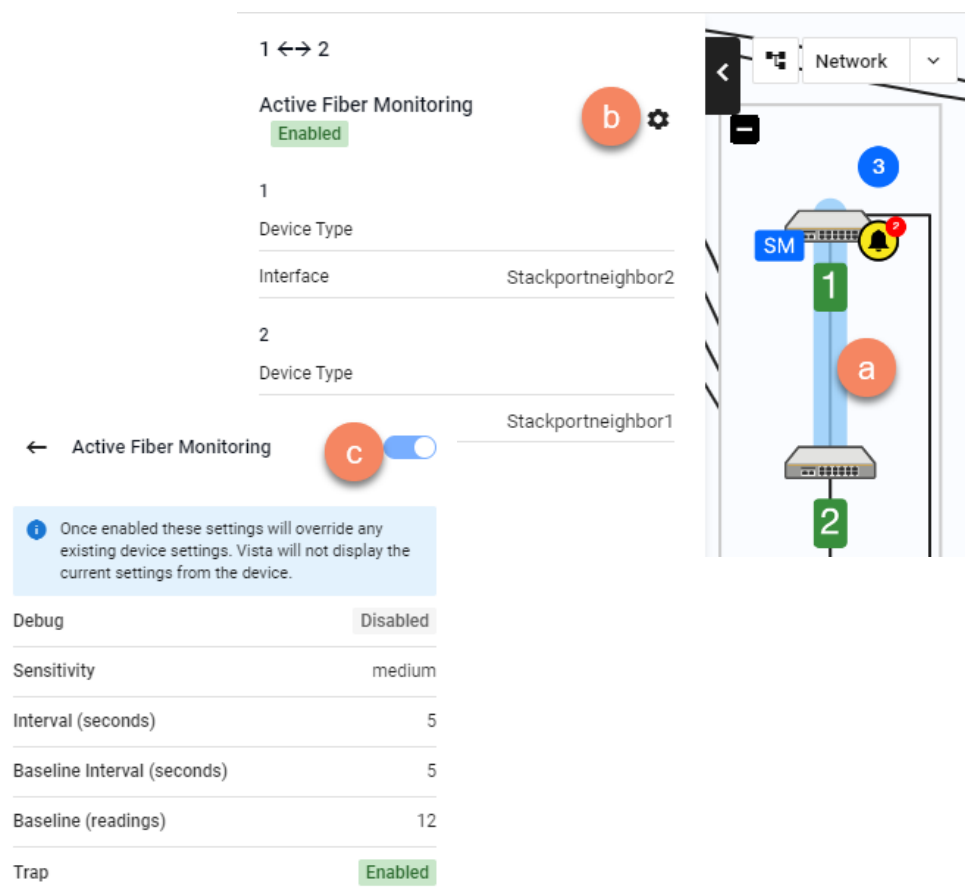 1 ←→ 2
Active Fiber Monitoring
Enabled
b
1
Device Type
Interface Stackportneighbor2
2
Device Type
Stackportneighbor1
Network
3
SM
2
1
a
2
Active Fiber Monitoring
c
Once enabled these settings will override any
existing device settings. Vista will not display the
current settings from the device.
Debug Disabled
Sensitivity medium
Interval (seconds) 5
Baseline Interval (seconds) 5
Baseline (readings) 12
Trap Enabled